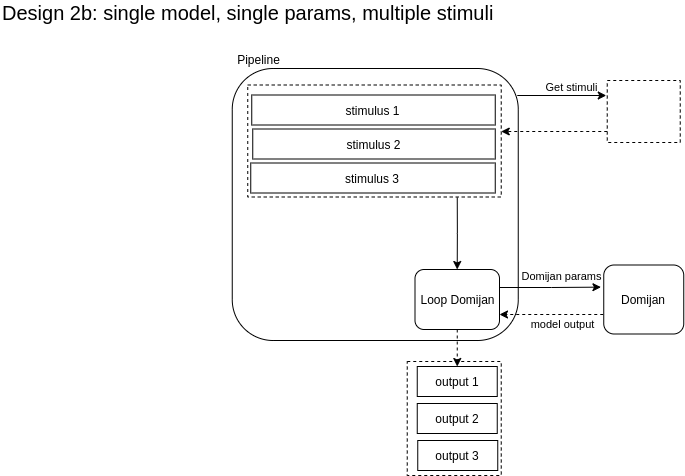 Design 2b: single model, single params, multiple stimuli
Pipeline
Get stimuli
stimulus 1
stimulus 2
stimulus 3
Domijan params
Loop Domijan
Domijan
model output
output 1
output 2
output 3